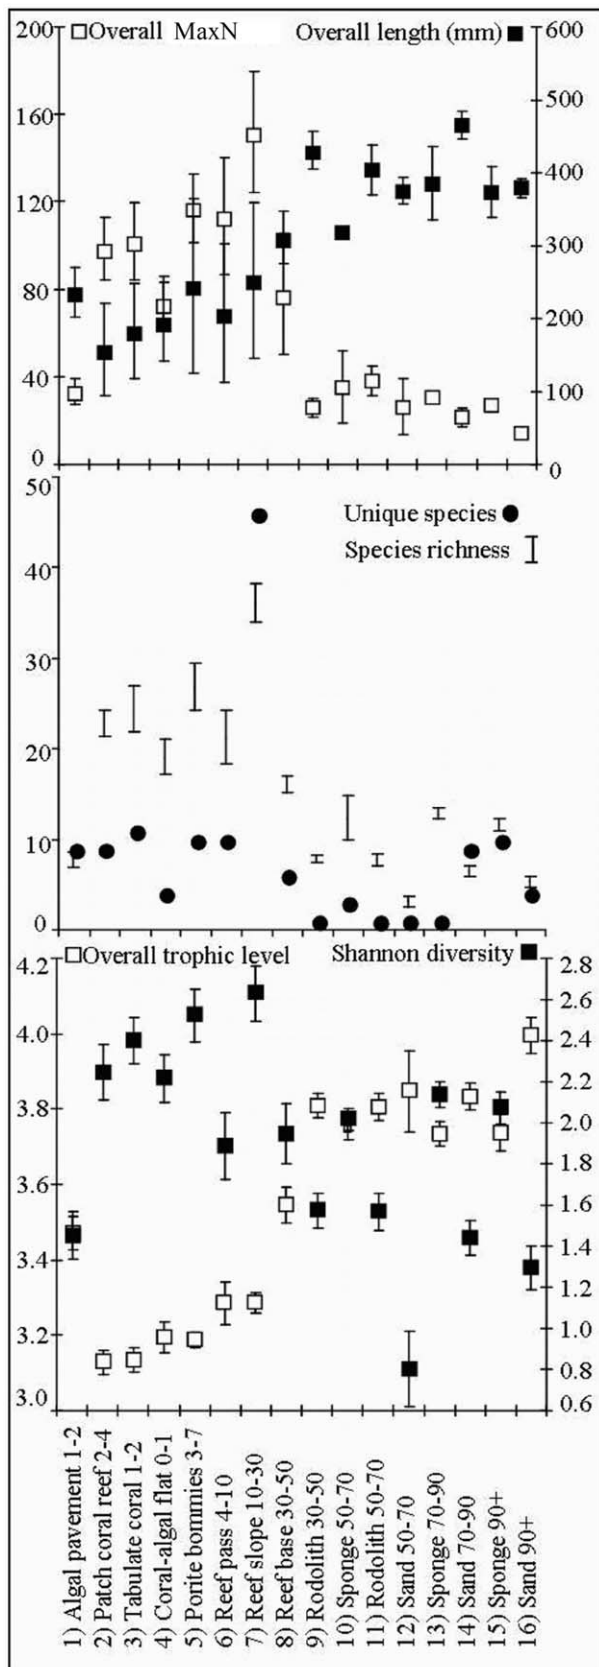 200 □Overall MaxN Overall length (mm) ■ 600
160 500
400
120
300
80
200
40
100
0 0
50
Unique species ●
Species richness
40
30
20
10
0
4.2 □Overall trophic level Shannon diversity ■ 2.8
2.6
4.0
2.4
2.2
3.8
2.0
1.8
3.6
1.6
3.4 1.4
1.2
3.2
1.0
0.8
3.0 0.6
1) Algal pavement 1-2
2) Patch coral reef 2-4
3) Tabulate coral 1-2
4) Coral-algal flat 0-1
5) Porite bommies 3-7
6) Reef pass 4-10
7) Reef slope 10-30
8) Reef base 30-50
9) Rodolith 30-50
10) Sponge 50-70
11) Rodolith 50-70
12) Sand 50-70
13) Sponge 70-90
14) Sand 70-90
15) Sponge 90+
16) Sand 90+